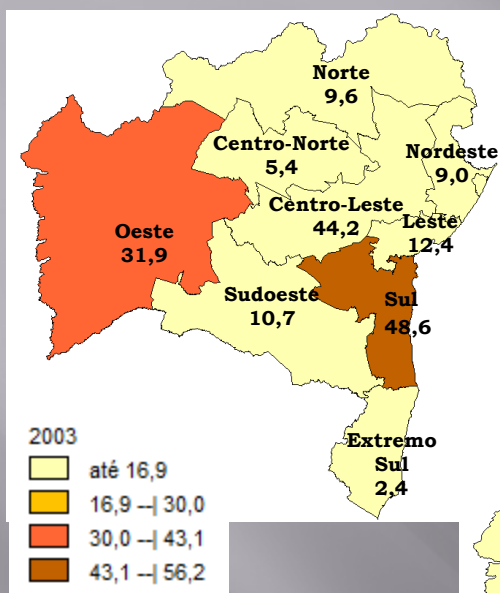 Norte
9,6
Centro-Norte
5,4
Nordeste
9,0
Centro-Leste
44,2
Leste
12,4
Oeste
31,9
Sudoeste
10,7
Sul
48,6
Extremo
Sul
2,4
2003
até 16,9
16,9 --| 30,0
30,0 --| 43,1
43,1 --| 56,2